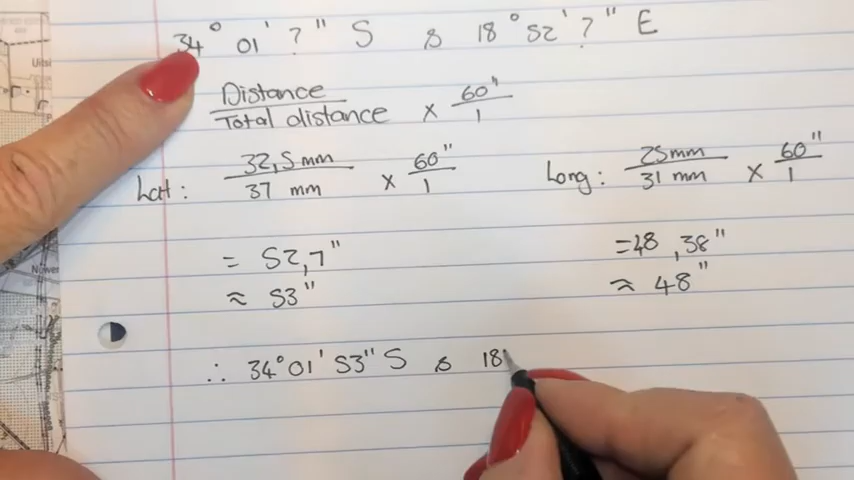 34° 01' ?" S & 18° 52' ?" E
Distance
Total distance × 60" / 1
Lat: 32,5 mm / 37 mm × 60" / 1
Long: 25 mm / 31 mm × 60" / 1
= 52,7"
≈ 53"
= 48,38"
≈ 48"
∴ 34° 01' 53" S & 18